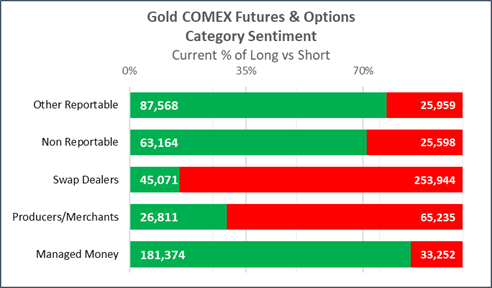 Gold COMEX Futures & Options
Category Sentiment
Current % of Long vs Short
0% 35% 70%
Other Reportable 87,568 25,959
Non Reportable 63,164 25,598
Swap Dealers 45,071 253,944
Producers/Merchants 26,811 65,235
Managed Money 181,374 33,252